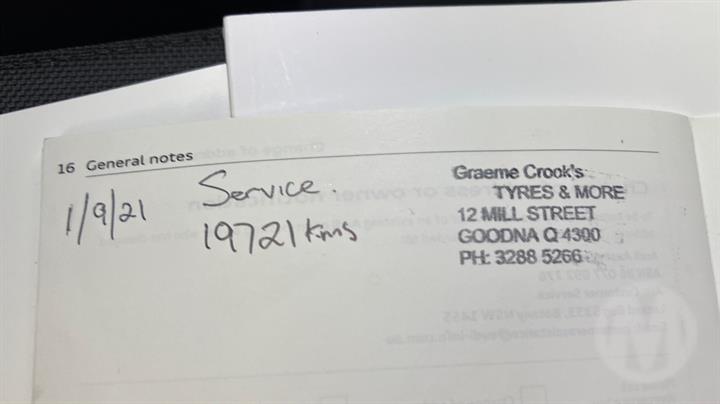 16 General notes
1/9/21
Service.
19721 kms
Graeme Crook's
TYRES & MORE
12 MILL STREET
GOODNA Q 4300
PH: 3288 5266
M